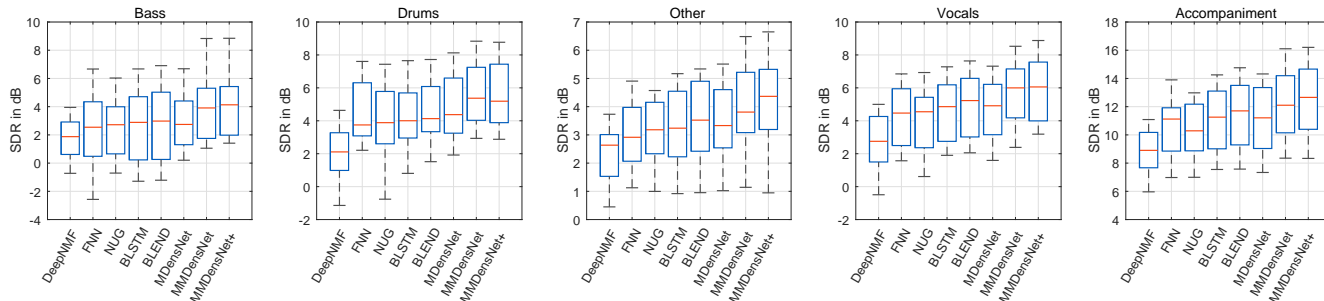 Bass
SDR in dB
10
8
6
4
2
0
-2
-4
DeepNMF
FNN
NUG
BLSTM
BLEND
MDensNet
MMDensNet
MMDensNet+
Drums
SDR in dB
10
8
6
4
2
0
-2
DeepNMF
FNN
NUG
BLSTM
BLEND
MDensNet
MMDensNet
MMDensNet+
Other
SDR in dB
7
6
5
4
3
2
1
0
DeepNMF
FNN
NUG
BLSTM
BLEND
MDensNet
MMDensNet
MMDensNet+
Vocals
SDR in dB
10
8
6
4
2
0
-2
DeepNMF
FNN
NUG
BLSTM
BLEND
MDensNet
MMDensNet
MMDensNet+
Accompaniment
SDR in dB
18
16
14
12
10
8
6
4
DeepNMF
FNN
NUG
BLSTM
BLEND
MDensNet
MMDensNet
MMDensNet+